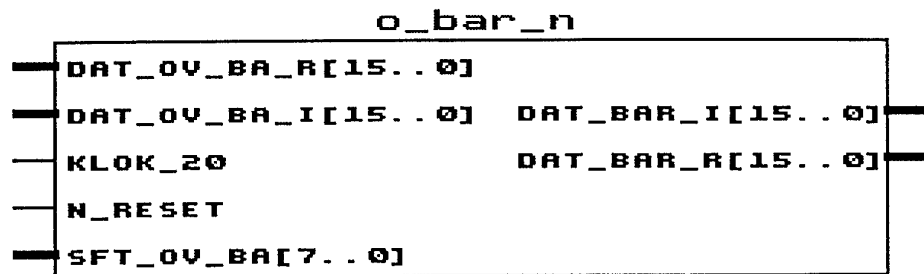 o_bar_n
DAT_OV_BA_R[15..0]
DAT_OV_BA_I[15..0] DAT_BAR_I[15..0]
KLOK_20 DAT_BAR_R[15..0]
N_RESET
SFT_OV_BA[7..0]